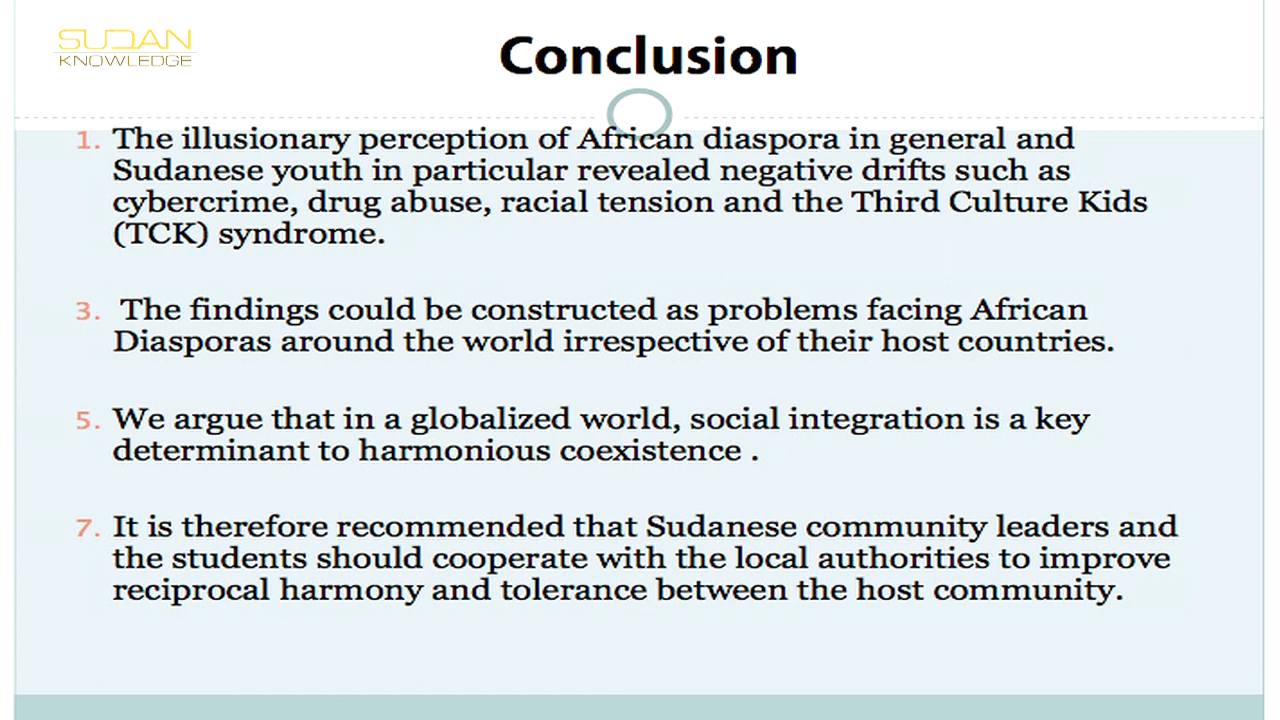 SUDAN
KNOWLEDGE
Conclusion
1. The illusionary perception of African diaspora in general and
Sudanese youth in particular revealed negative drifts such as
cybercrime, drug abuse, racial tension and the Third Culture Kids
(TCK) syndrome.
3. The findings could be constructed as problems facing African
Diasporas around the world irrespective of their host countries.
5. We argue that in a globalized world, social integration is a key
determinant to harmonious coexistence .
7. It is therefore recommended that Sudanese community leaders and
the students should cooperate with the local authorities to improve
reciprocal harmony and tolerance between the host community.